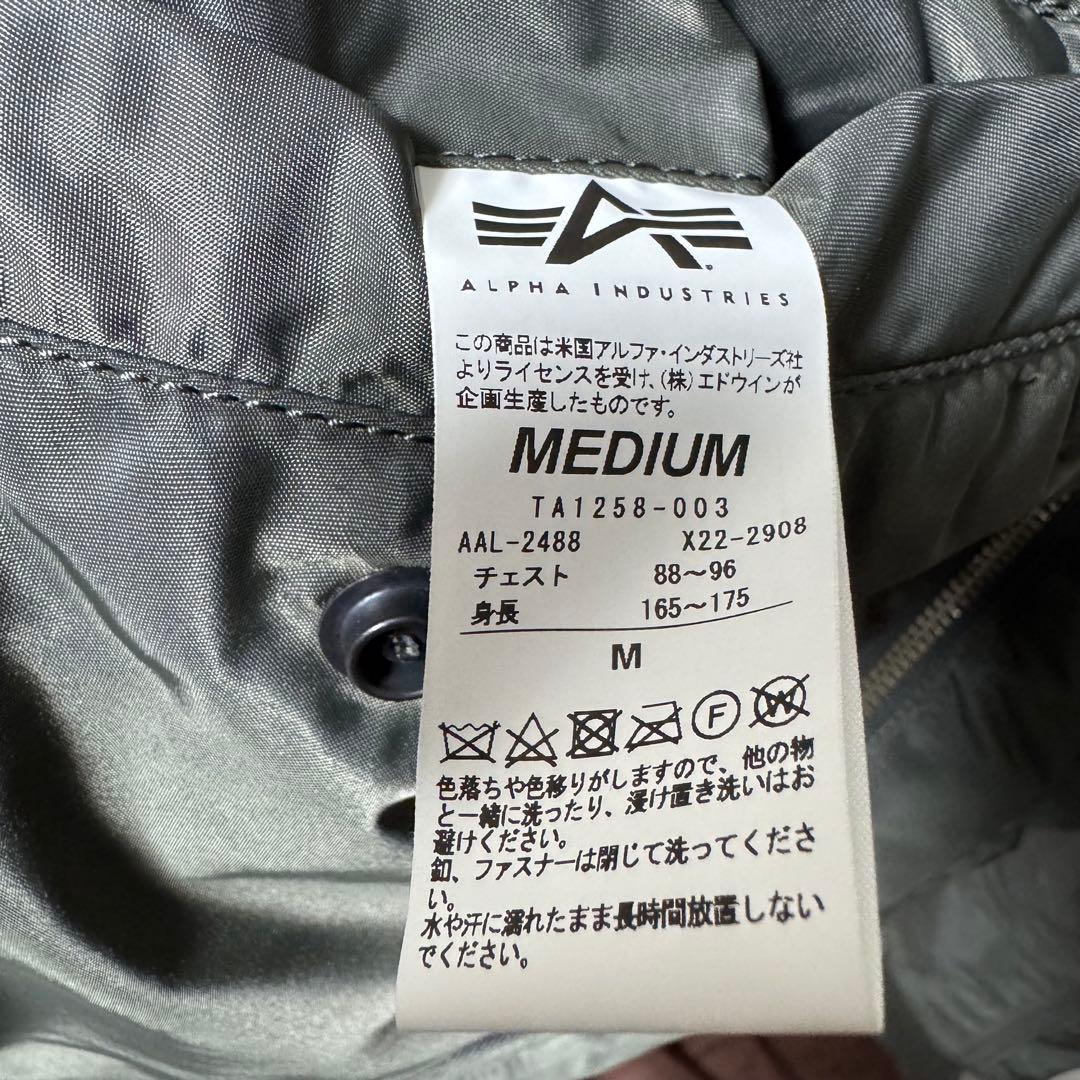 ALPHA INDUSTRIES
この商品は米国アルファ・インダストリーズ社
よりライセンスを受け、(株)エドウインが
企画生産したものです。
MEDIUM
TA1258-003
AAL-2488 X22-2908
チェスト 88～96
身長 165～175
M
F W
色落ちや色移りがしますので、他の物
と一緒に洗ったり、浸け置き洗いはお
避けください。
釦、ファスナーは閉じて洗ってくださ
い。
水や汗に濡れたまま長時間放置しない
でください。